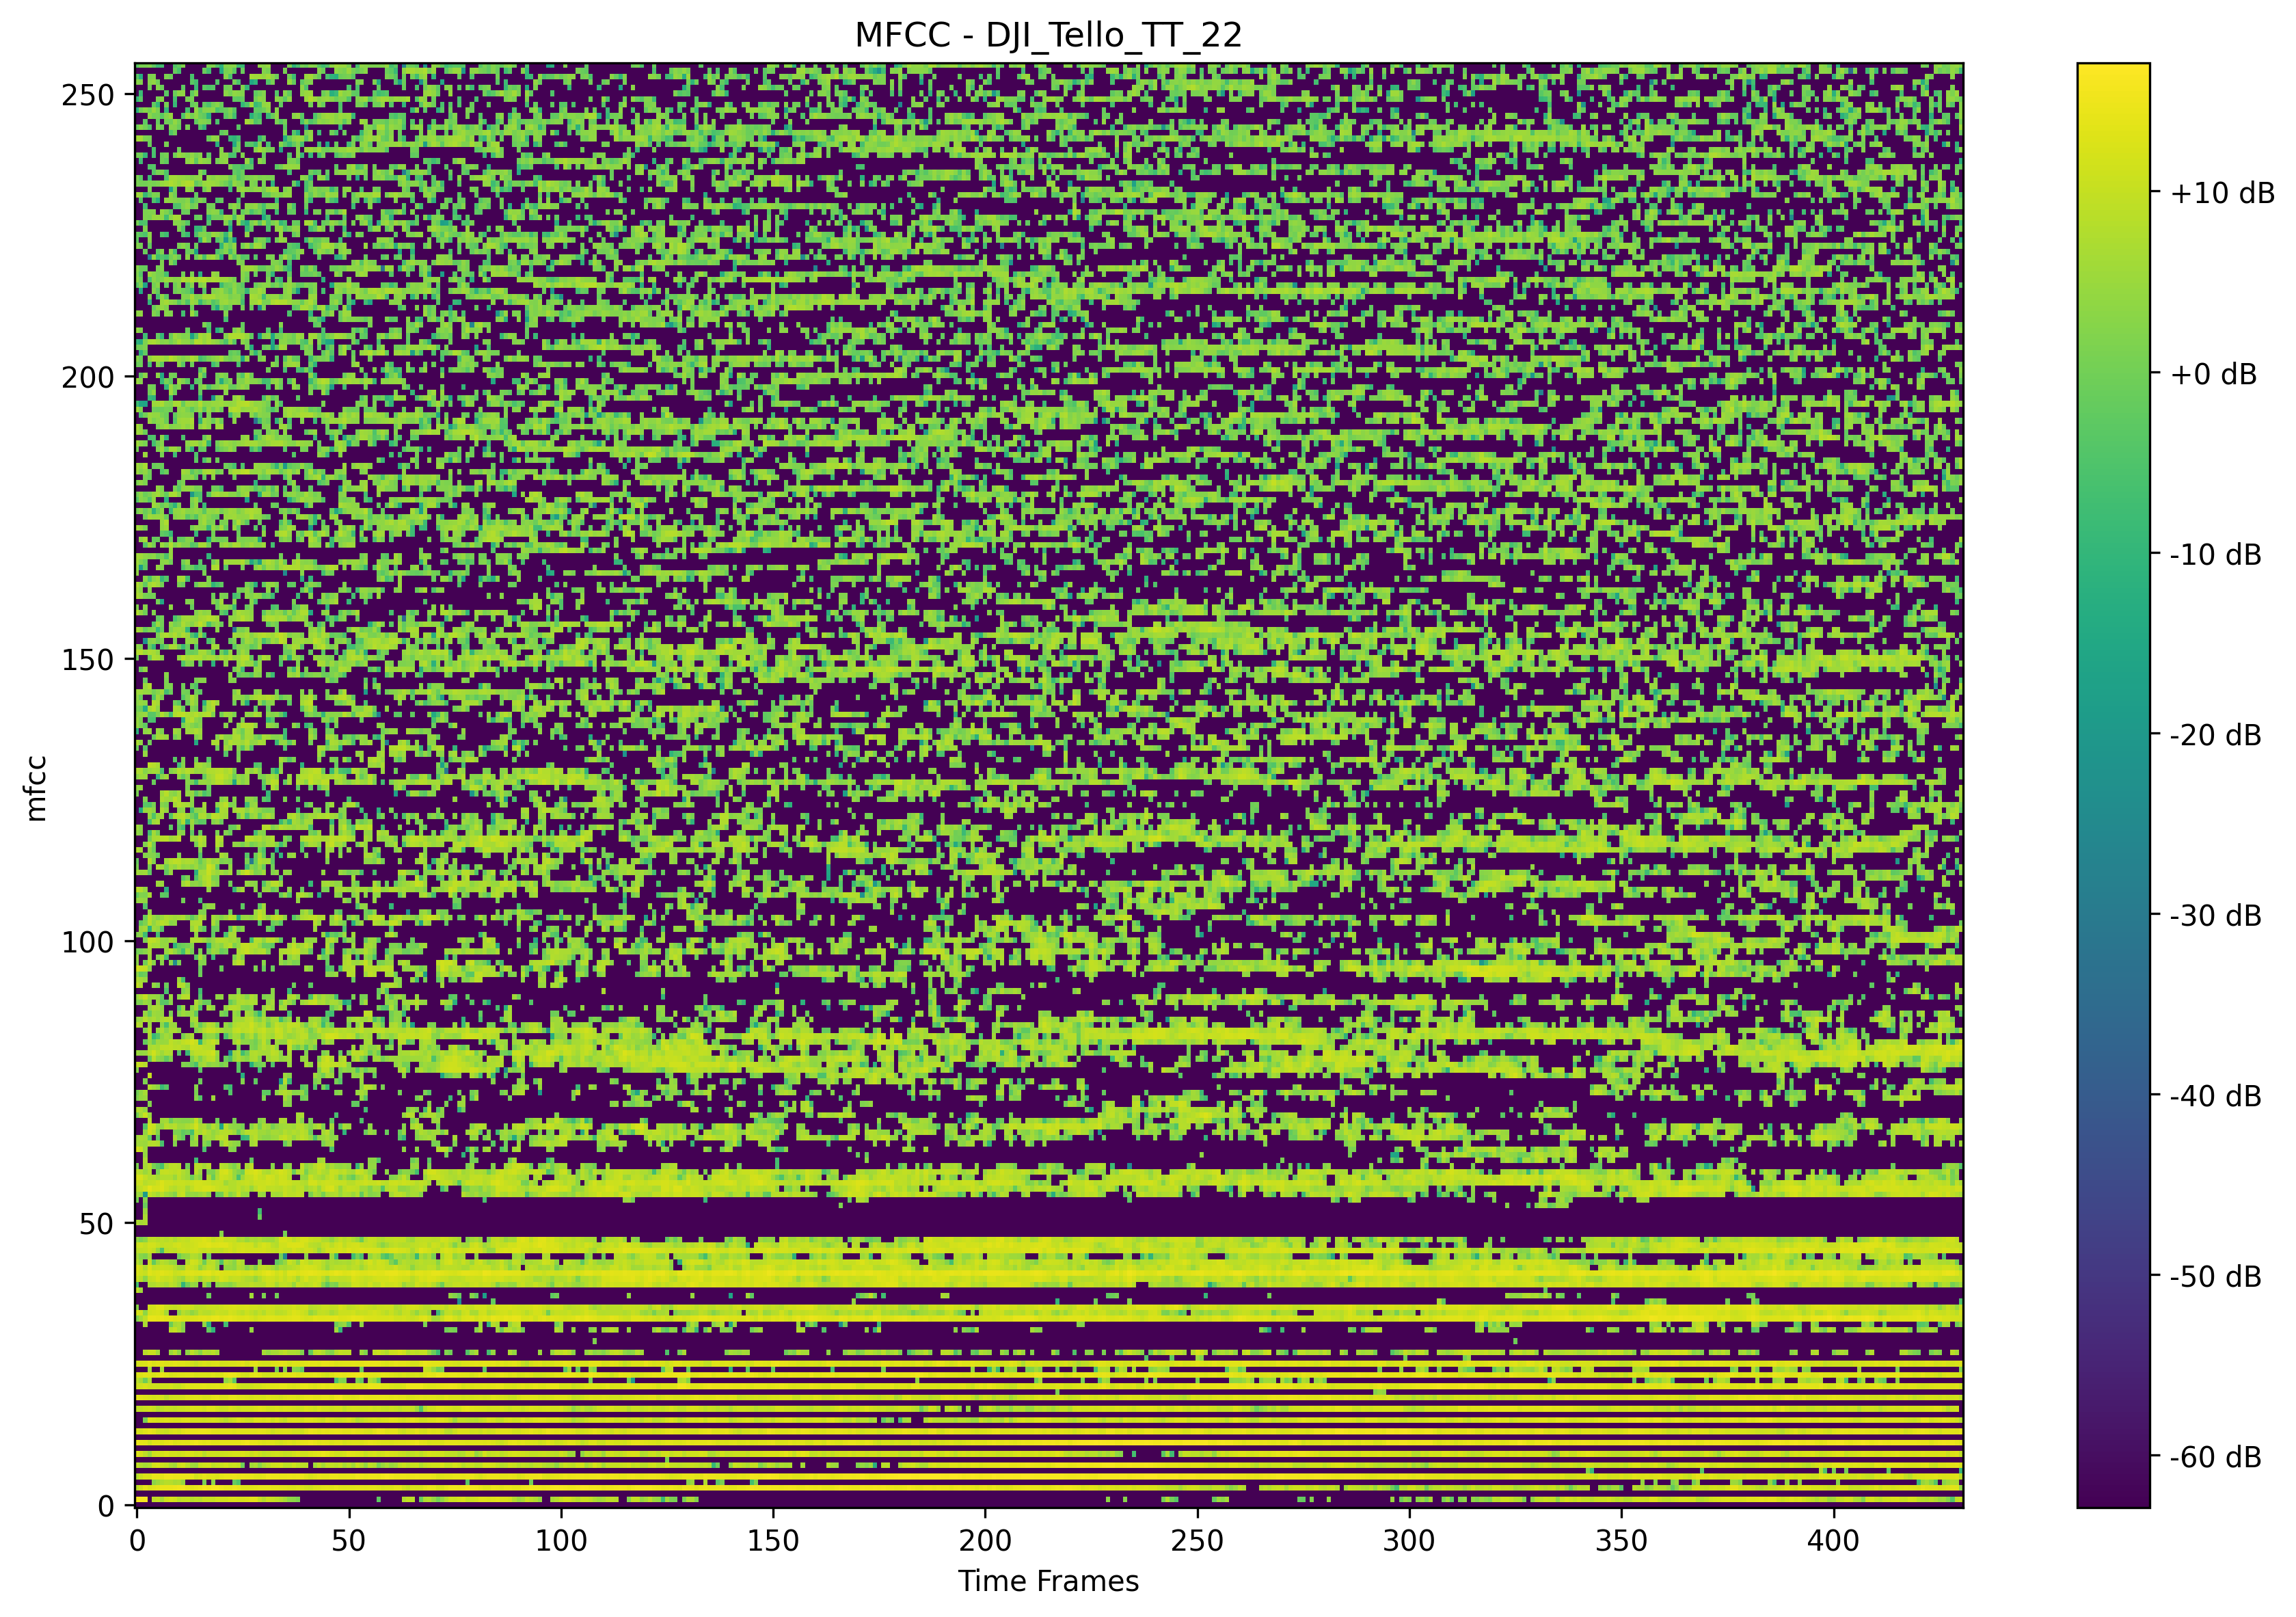 MFCC - DJI_Tello_TT_22
250
200
150
100
50
0
mfcc
0 50 100 150 200 250 300 350 400
Time Frames
+10 dB
+0 dB
-10 dB
-20 dB
-30 dB
-40 dB
-50 dB
-60 dB